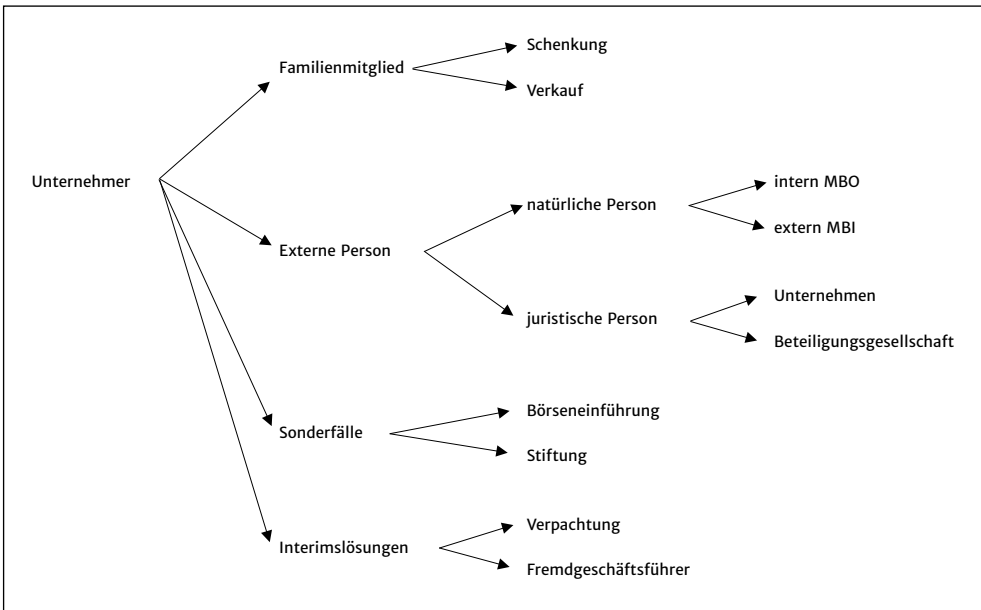 Schenkung
Familienmitglied
Verkauf
Unternehmer
intern MBO
natürliche Person
extern MBI
Externe Person
Unternehmen
juristische Person
Beteiligungsgesellschaft
Börseneinführung
Sonderfälle
Stiftung
Verpachtung
Interimslösungen
Fremdgeschäftsführer